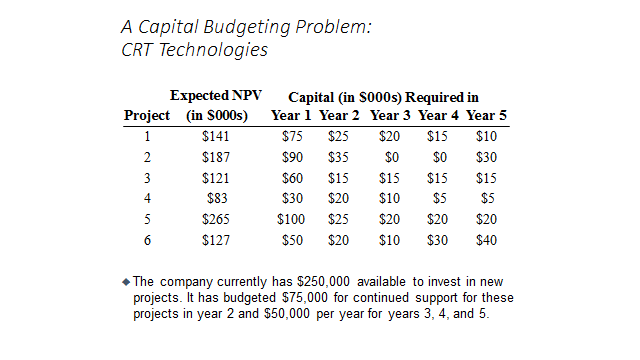 A Capital Budgeting Problem:
CRT Technologies
Expected NPV Capital (in $000s) Required in
Project (in $000s) Year 1 Year 2 Year 3 Year 4 Year 5
1 $141 $75 $25 $20 $15 $10
2 $187 $90 $35 $0 $0 $30
3 $121 $60 $15 $15 $15 $15
4 $83 $30 $20 $10 $5 $5
5 $265 $100 $25 $20 $20 $20
6 $127 $50 $20 $10 $30 $40
◆ The company currently has $250,000 available to invest in new
projects. It has budgeted $75,000 for continued support for these
projects in year 2 and $50,000 per year for years 3, 4, and 5.